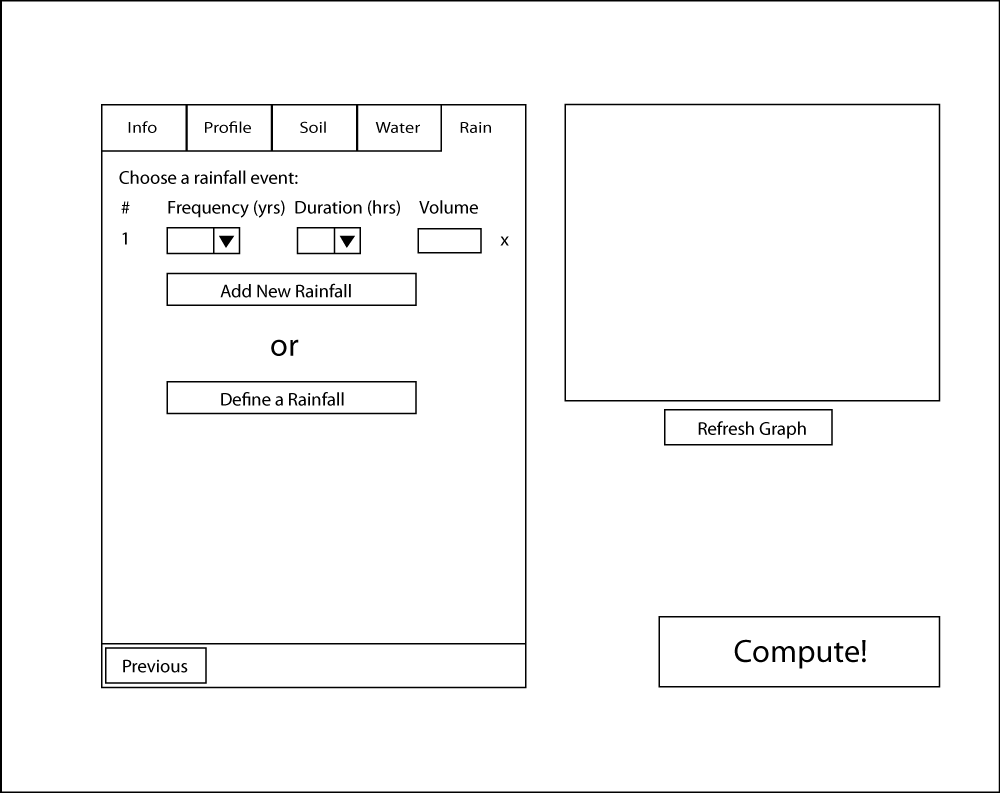 Info Profile Soil Water Rain
Choose a rainfall event:
# Frequency (yrs) Duration (hrs) Volume
1 x
Add New Rainfall
or
Define a Rainfall
Previous
Refresh Graph
Compute!